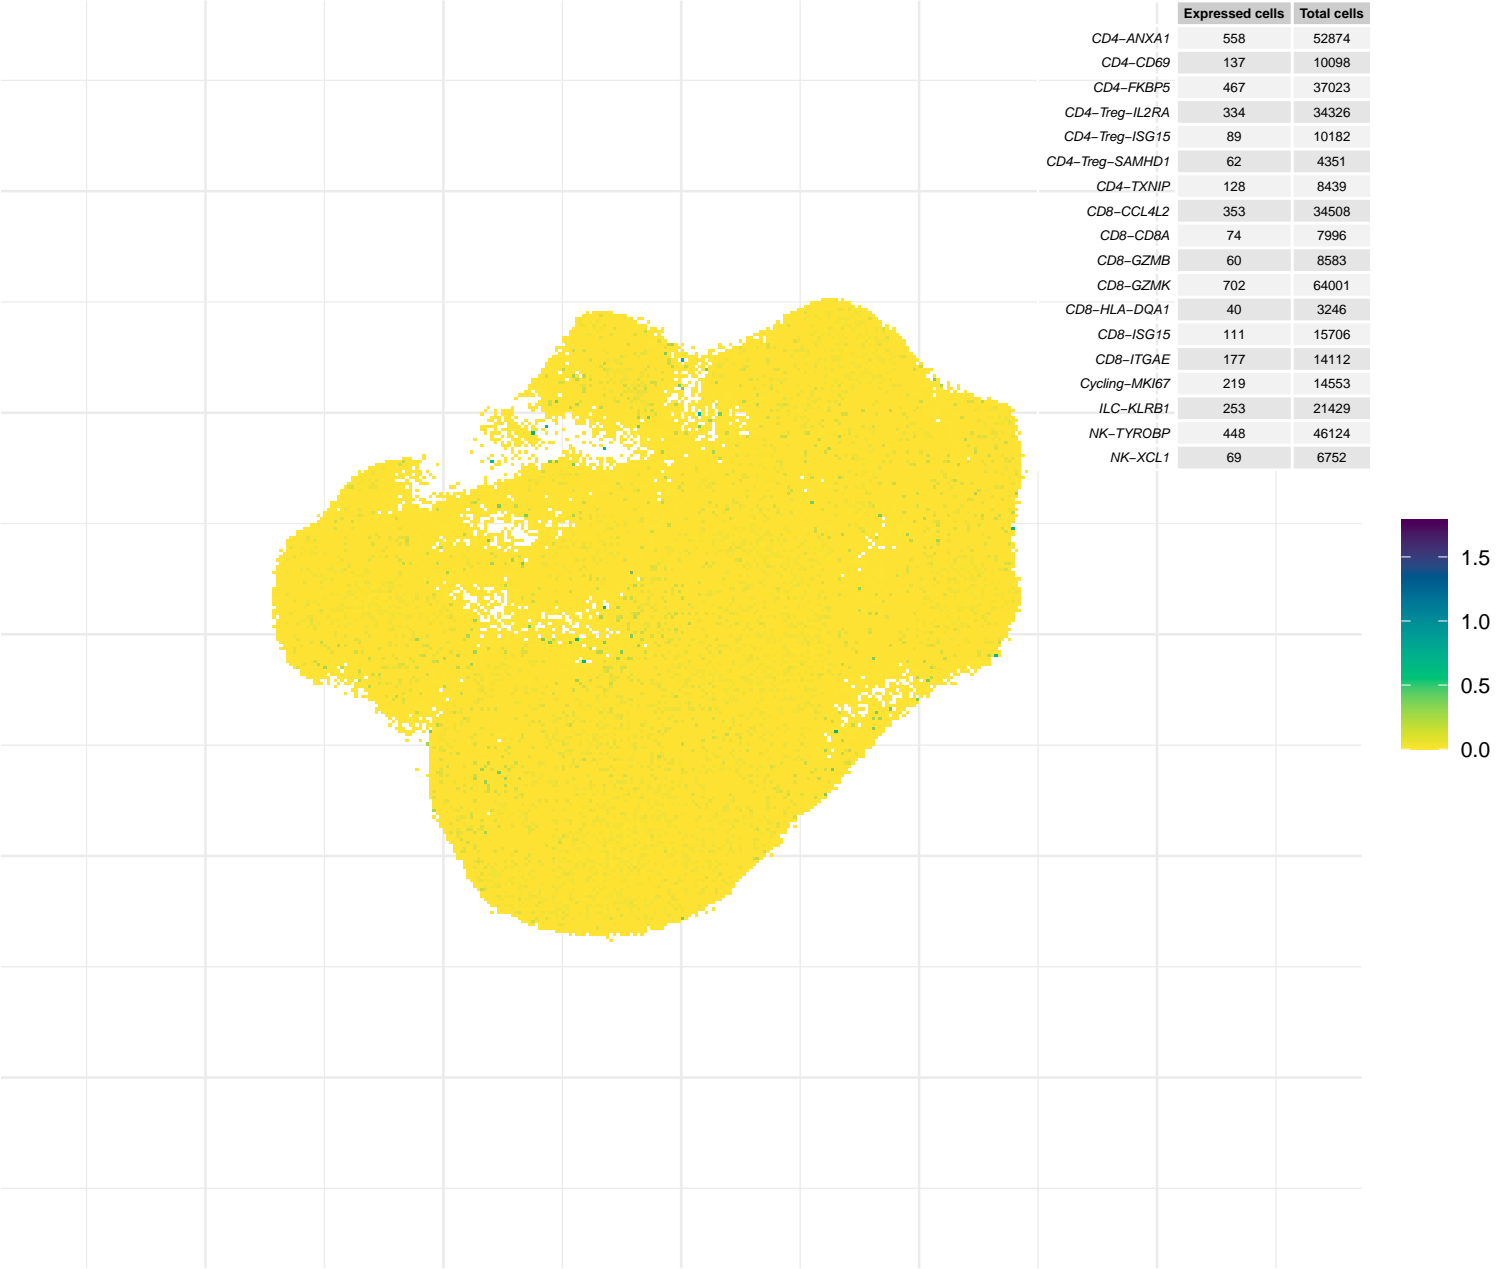 Expressed cells Total cells
CD4−ANXA1 558 52874
CD4−CD69 137 10098
CD4−FKBP5 467 37023
CD4−Treg−IL2RA 334 34326
CD4−Treg−ISG15 89 10182
CD4−Treg−SAMHD1 62 4351
CD4−TXNIP 128 8439
CD8−CCL4L2 353 34508
CD8−CD8A 74 7996
CD8−GZMB 60 8583
CD8−GZMK 702 64001
CD8−HLA−DQA1 40 3246
CD8−ISG15 111 15706
CD8−ITGAE 177 14112
Cycling−MKI67 219 14553
ILC−KLRB1 253 21429
NK−TYROBP 448 46124
NK−XCL1 69 6752
1.5
1.0
0.5
0.0